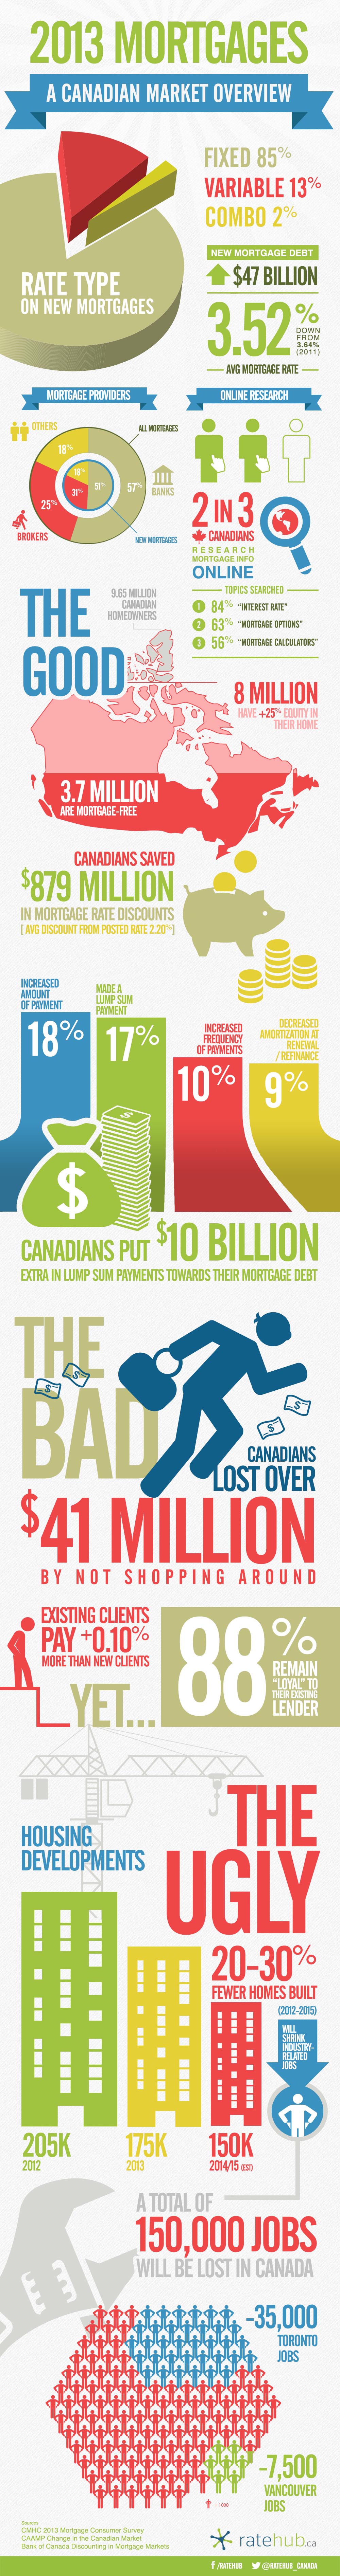 2013 MORTGAGES
A CANADIAN MARKET OVERVIEW
FIXED 85%
VARIABLE 13%
COMBO 2%
RATE TYPE
ON NEW MORTGAGES
NEW MORTGAGE DEBT
$47 BILLION
3.52%
DOWN
FROM
3.64%
(2011)
AVG MORTGAGE RATE
MORTGAGE PROVIDERS
OTHERS
ALL MORTGAGES
18%
18%
31%
51%
57%
BANKS
25%
BROKERS
NEW MORTGAGES
ONLINE RESEARCH
2 IN 3
CANADIANS
RESEARCH
MORTGAGE INFO
ONLINE
TOPICS SEARCHED
1 84% "INTEREST RATE"
2 63% "MORTGAGE OPTIONS"
3 56% "MORTGAGE CALCULATORS"
THE
GOOD
9.65 MILLION
CANADIAN
HOMEOWNERS
8 MILLION
HAVE +25% EQUITY IN
THEIR HOME
3.7 MILLION
ARE MORTGAGE-FREE
CANADIANS SAVED
$879 MILLION
IN MORTGAGE RATE DISCOUNTS
[ AVG DISCOUNT FROM POSTED RATE 2.20%]
INCREASED
AMOUNT
OF PAYMENT
18%
MADE A
LUMP SUM
PAYMENT
17%
INCREASED
FREQUENCY
OF PAYMENTS
10%
DECREASED
AMORTIZATION AT
RENEWAL
/ REFINANCE
9%
$
$
CANADIANS PUT $10 BILLION
EXTRA IN LUMP SUM PAYMENTS TOWARDS THEIR MORTGAGE DEBT
THE
BAD
$
$
$
$
CANADIANS
LOST OVER
$41 MILLION
BY NOT SHOPPING AROUND
EXISTING CLIENTS
PAY +0.10%
MORE THAN NEW CLIENTS
YET...
88%
REMAIN
"LOYAL" TO
THEIR EXISTING
LENDER
THE
UGLY
HOUSING
DEVELOPMENTS
20-30%
FEWER HOMES BUILT
(2012-2015)
WILL
SHRINK
INDUSTRY-
RELATED
JOBS
205K
2012
175K
2013
150K
2014/15 (EST)
A TOTAL OF
150,000 JOBS
WILL BE LOST IN CANADA
-35,000
TORONTO
JOBS
-7,500
VANCOUVER
JOBS
= 1000
Sources:
CMHC 2013 Mortgage Consumer Survey
CAAMP Change in the Canadian Market
Bank of Canada Discounting in Mortgage Markets
ratehub.ca
f /RATEHUB @RATEHUB_CANADA